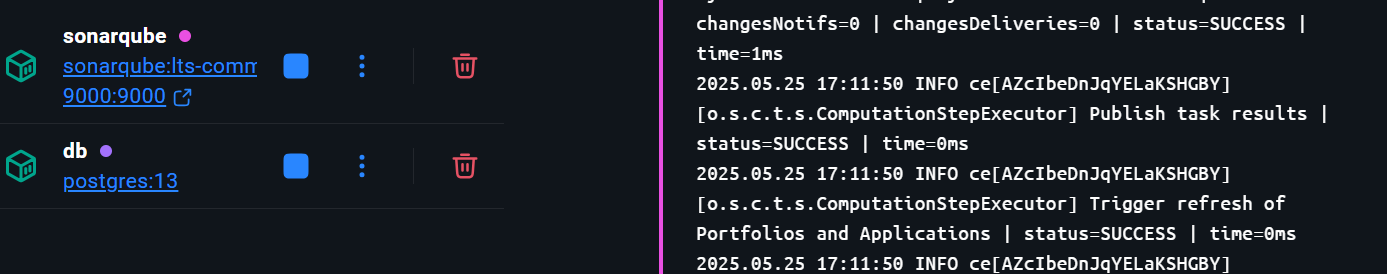 sonarqube
sonarqube:lts-comm
9000:9000
db
postgres:13
changesNotifs=0 | changesDeliveries=0 | status=SUCCESS |
time=1ms
2025.05.25 17:11:50 INFO ce[AZcIbeDnJqYELaKSHGBY]
[o.s.c.t.s.ComputationStepExecutor] Publish task results |
status=SUCCESS | time=0ms
2025.05.25 17:11:50 INFO ce[AZcIbeDnJqYELaKSHGBY]
[o.s.c.t.s.ComputationStepExecutor] Trigger refresh of
Portfolios and Applications | status=SUCCESS | time=0ms
2025.05.25 17:11:50 INFO ce[AZcIbeDnJqYELaKSHGBY]